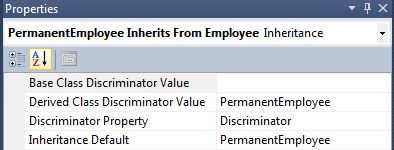 Properties
PermanentEmployee Inherits From Employee Inheritance
Base Class Discriminator Value
Derived Class Discriminator Value PermanentEmployee
Discriminator Property Discriminator
Inheritance Default PermanentEmployee